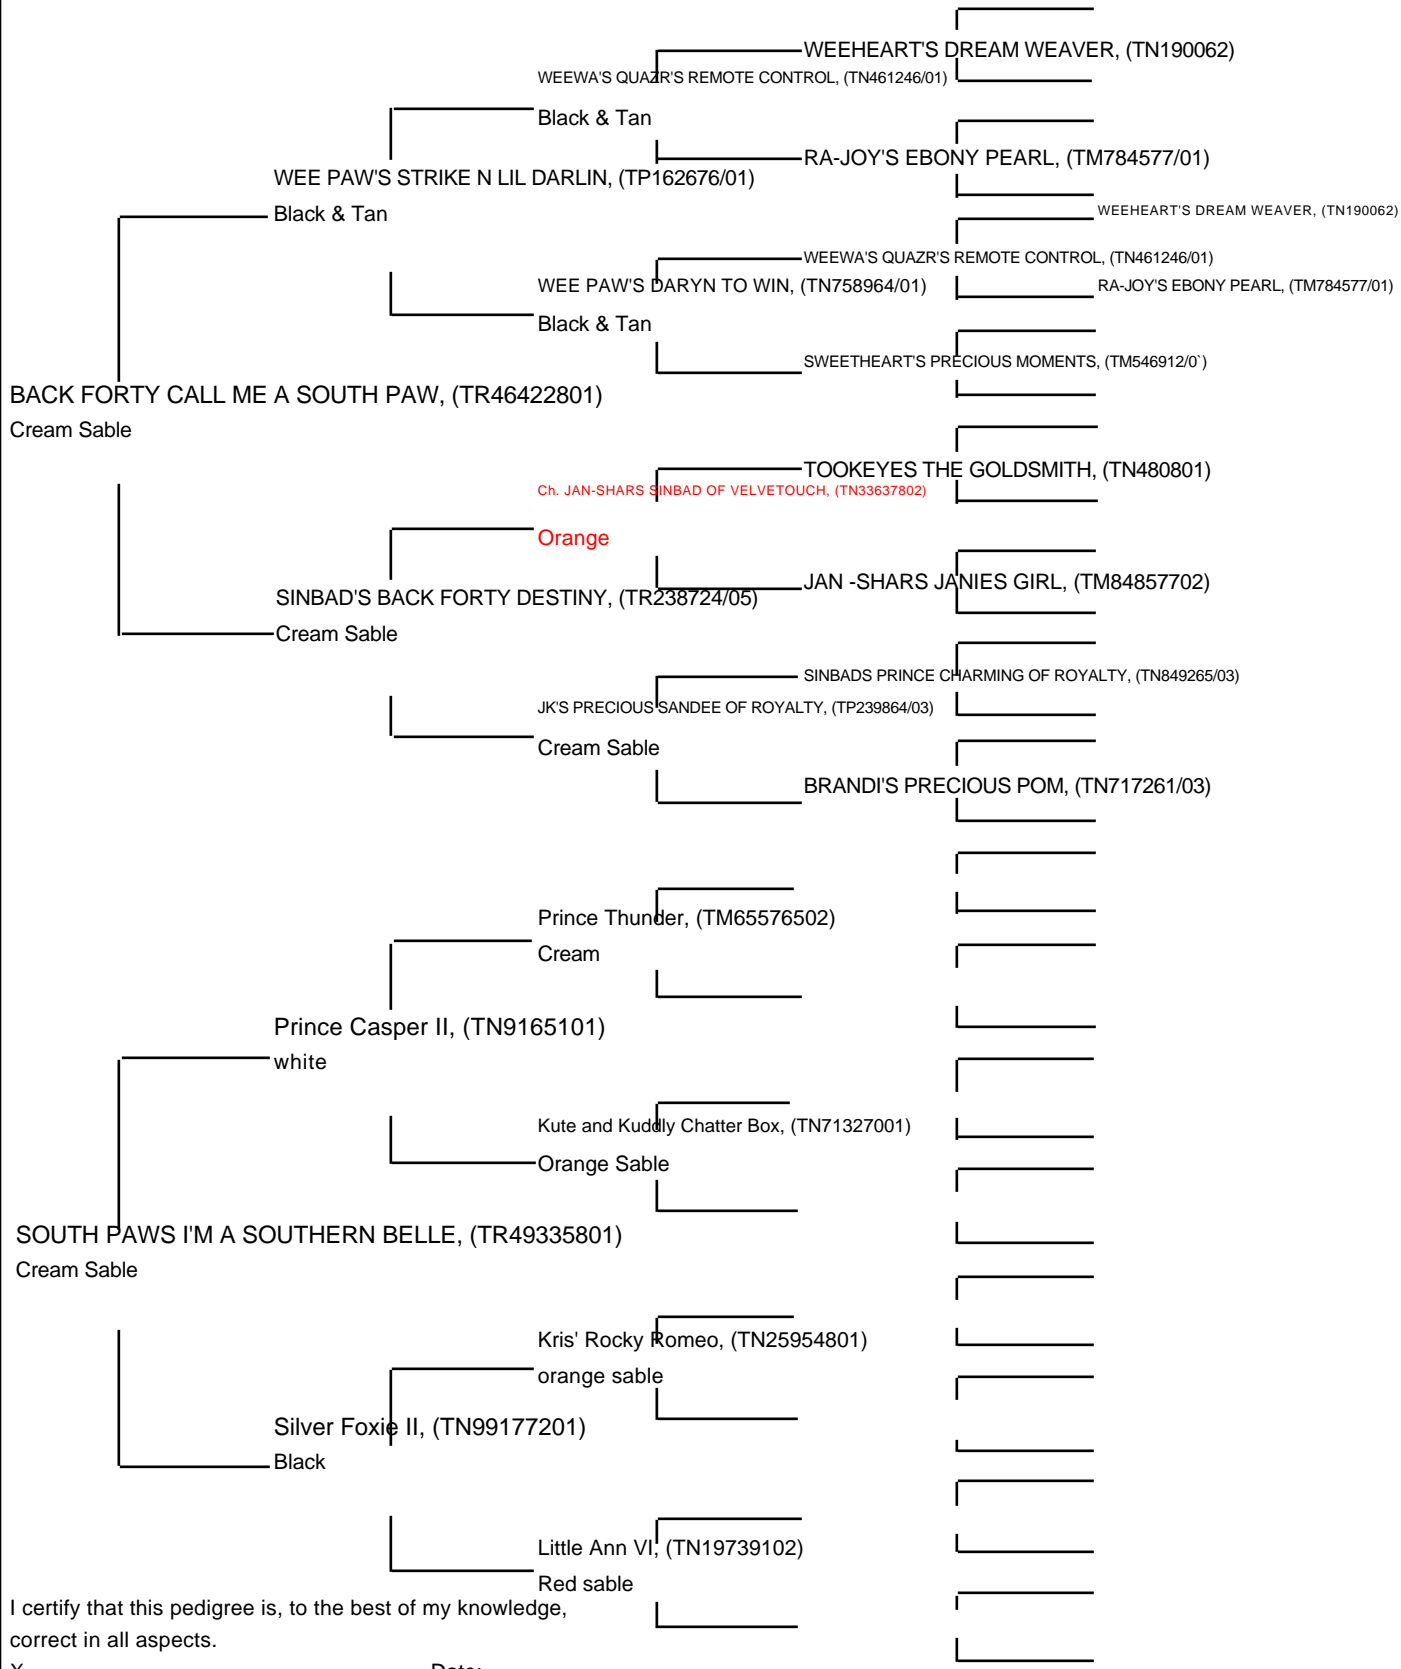 WEEHEART'S DREAM WEAVER, (TN190062)
WEEWA'S QUAZR'S REMOTE CONTROL, (TN461246/01)
Black & Tan
RA-JOY'S EBONY PEARL, (TM784577/01)
WEE PAW'S STRIKE N LIL DARLIN, (TP162676/01)
Black & Tan
WEEHEART'S DREAM WEAVER, (TN190062)
WEEWA'S QUAZR'S REMOTE CONTROL, (TN461246/01)
WEE PAW'S DARYN TO WIN, (TN758964/01)
RA-JOY'S EBONY PEARL, (TM784577/01)
Black & Tan
SWEETHEART'S PRECIOUS MOMENTS, (TM546912/0`)
BACK FORTY CALL ME A SOUTH PAW, (TR46422801)
Cream Sable
TOOKEYES THE GOLDSMITH, (TN480801)
Ch. JAN-SHARS SINBAD OF VELVETOUCH, (TN33637802)
Orange
JAN -SHARS JANIES GIRL, (TM84857702)
SINBAD'S BACK FORTY DESTINY, (TR238724/05)
Cream Sable
SINBADS PRINCE CHARMING OF ROYALTY, (TN849265/03)
JK'S PRECIOUS SANDEE OF ROYALTY, (TP239864/03)
Cream Sable
BRANDI'S PRECIOUS POM, (TN717261/03)
Prince Thunder, (TM65576502)
Cream
Prince Casper II, (TN9165101)
white
Kute and Kuddly Chatter Box, (TN71327001)
Orange Sable
SOUTH PAWS I'M A SOUTHERN BELLE, (TR49335801)
Cream Sable
Kris' Rocky Romeo, (TN25954801)
orange sable
Silver Foxie II, (TN99177201)
Black
Little Ann VI, (TN19739102)
Red sable
I certify that this pedigree is, to the best of my knowledge,
correct in all aspects.
X Date: